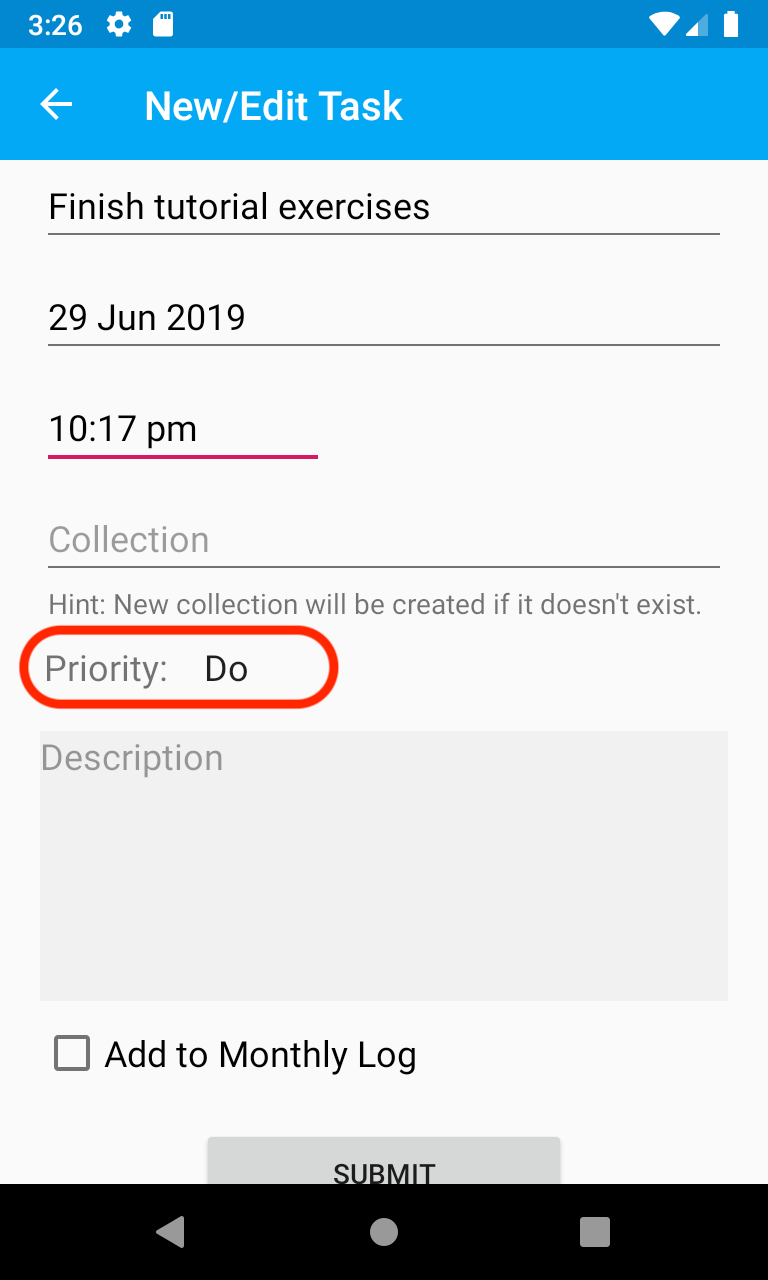 3:26
New/Edit Task
Finish tutorial exercises
29 Jun 2019
10:17 pm
Collection
Hint: New collection will be created if it doesn't exist.
Priority: Do
Description
Add to Monthly Log
SUBMIT